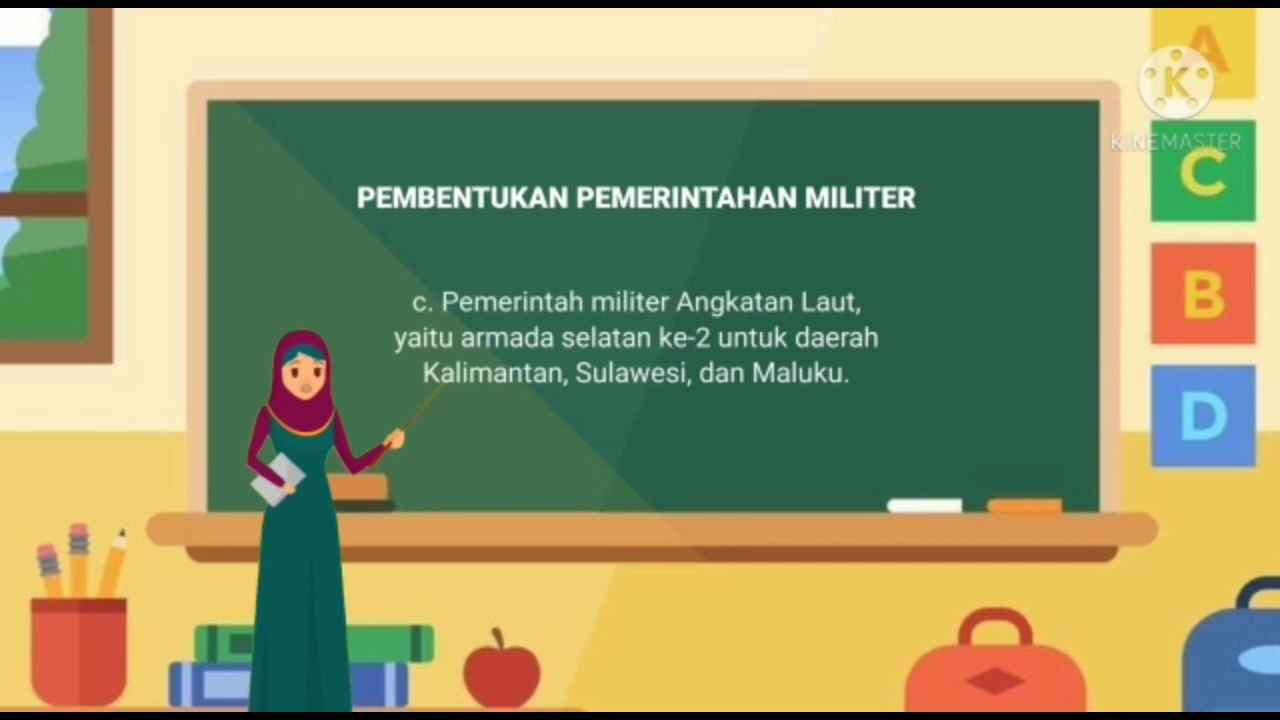 PEMBENTUKAN PEMERINTAHAN MILITER
c. Pemerintah militer Angkatan Laut,
yaitu armada selatan ke-2 untuk daerah
Kalimantan, Sulawesi, dan Maluku.
A
K
KINEMASTER
C
B
D